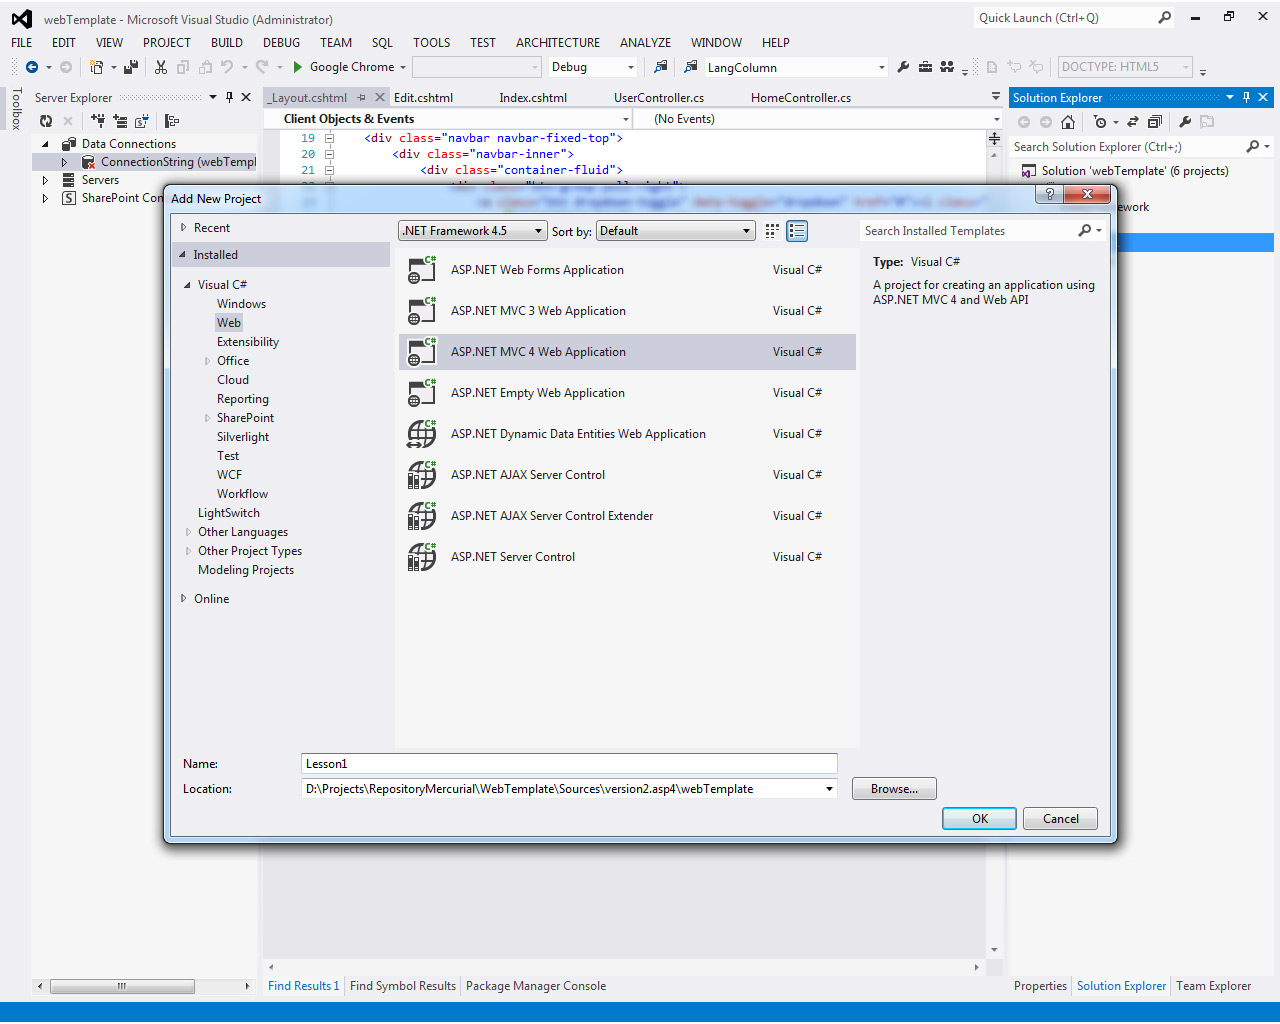 webTemplate - Microsoft Visual Studio (Administrator)
Quick Launch (Ctrl+Q)
FILE EDIT VIEW PROJECT BUILD DEBUG TEAM SQL TOOLS TEST ARCHITECTURE ANALYZE WINDOW HELP
Google Chrome Debug LangColumn DOCTYPE: HTML5
Toolbox
Server Explorer
Data Connections
ConnectionString (webTempl
Servers
SharePoint Con
_Layout.cshtml Edit.cshtml Index.cshtml UserController.cs HomeController.cs
Client Objects & Events (No Events)
19 <div class="navbar navbar-fixed-top">
20 <div class="navbar-inner">
21 <div class="container-fluid">
Solution Explorer
Search Solution Explorer (Ctrl+;)
Solution 'webTemplate' (6 projects)
Add New Project
?
Recent
Installed
Visual C#
Windows
Web
Extensibility
Office
Cloud
Reporting
SharePoint
Silverlight
Test
WCF
Workflow
LightSwitch
Other Languages
Other Project Types
Modeling Projects
Online
.NET Framework 4.5 Sort by: Default
Search Installed Templates
ASP.NET Web Forms Application Visual C#
ASP.NET MVC 3 Web Application Visual C#
ASP.NET MVC 4 Web Application Visual C#
ASP.NET Empty Web Application Visual C#
ASP.NET Dynamic Data Entities Web Application Visual C#
ASP.NET AJAX Server Control Visual C#
ASP.NET AJAX Server Control Extender Visual C#
ASP.NET Server Control Visual C#
Type: Visual C#
A project for creating an application using
ASP.NET MVC 4 and Web API
Name: Lesson1
Location: D:\Projects\RepositoryMercurial\WebTemplate\Sources\version2.asp4\webTemplate
Browse...
OK Cancel
Find Results 1 Find Symbol Results Package Manager Console
Properties Solution Explorer Team Explorer